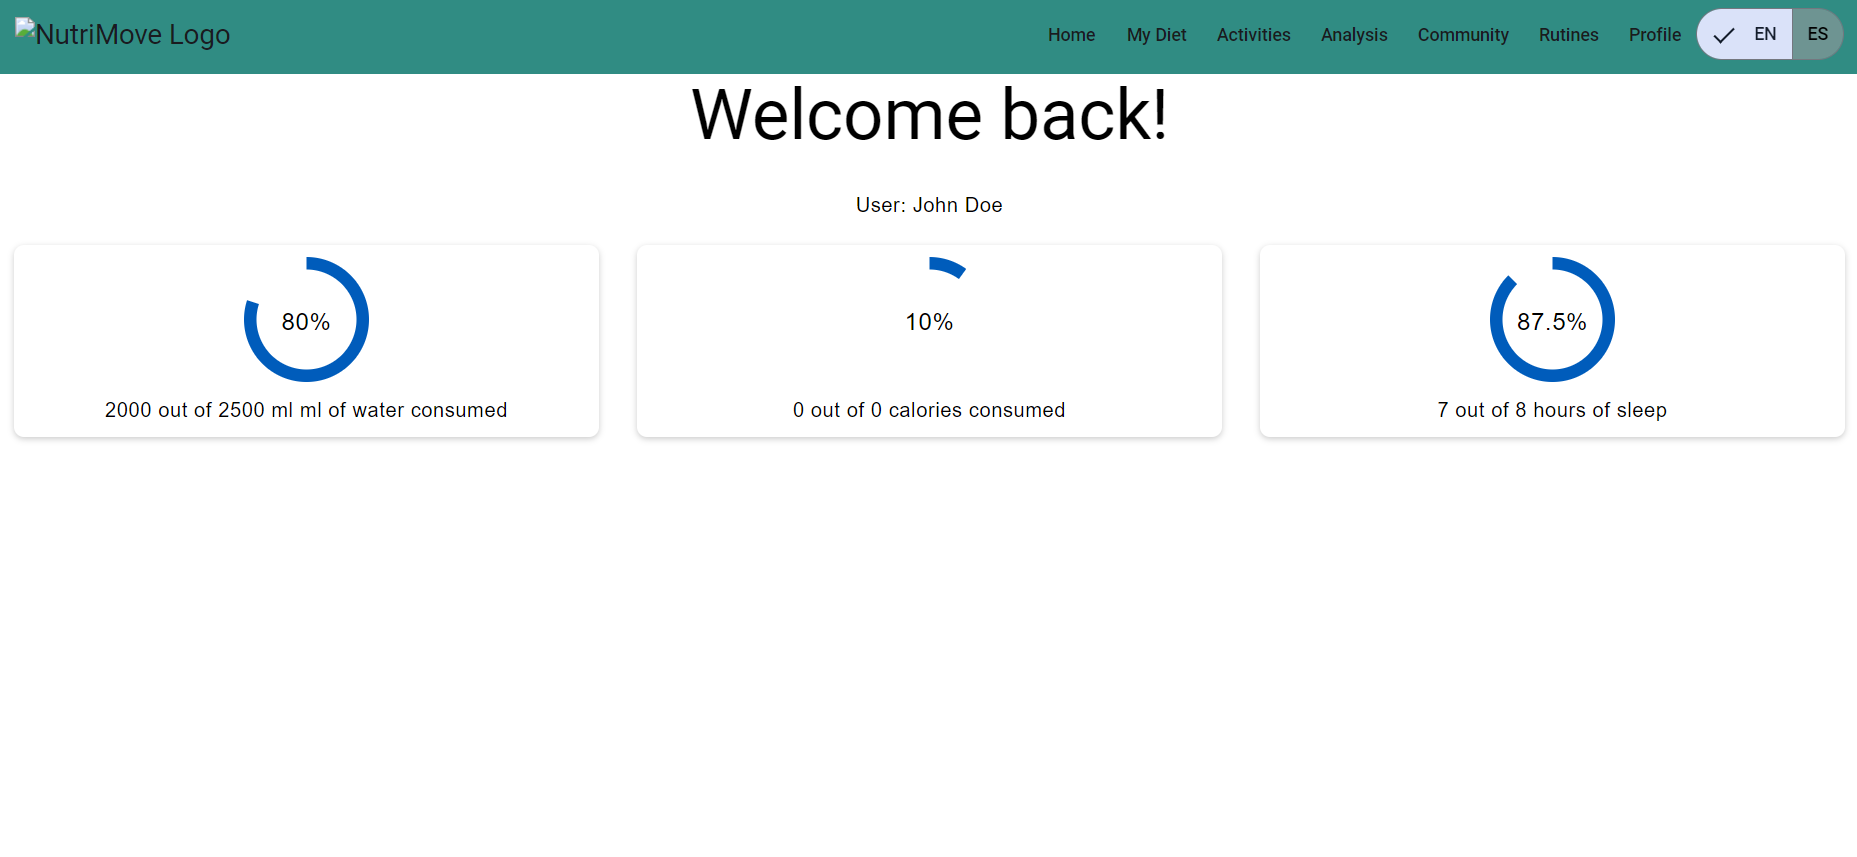 NutriMove Logo
Home My Diet Activities Analysis Community Rutines Profile EN ES
Welcome back!
User: John Doe
80%
2000 out of 2500 ml ml of water consumed
10%
0 out of 0 calories consumed
87.5%
7 out of 8 hours of sleep